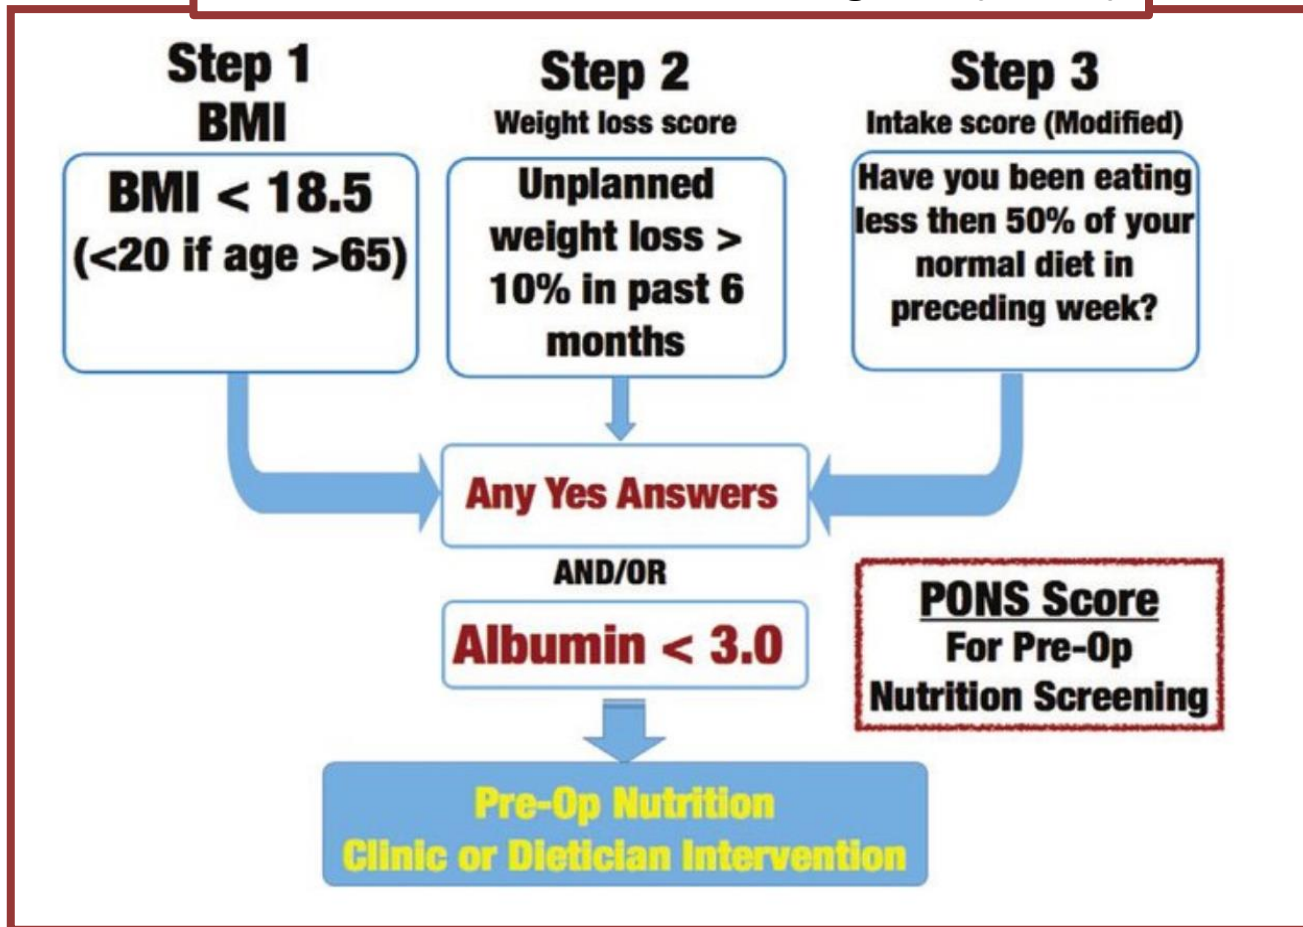 Step 1
BMI
BMI < 18.5
(<20 if age >65)
Step 2
Weight loss score
Unplanned
weight loss >
10% in past 6
months
Step 3
Intake score (Modified)
Have you been eating
less then 50% of your
normal diet in
preceding week?
Any Yes Answers
AND/OR
Albumin < 3.0
PONS Score
For Pre-Op
Nutrition Screening
Pre-Op Nutrition
Clinic or Dietician Intervention